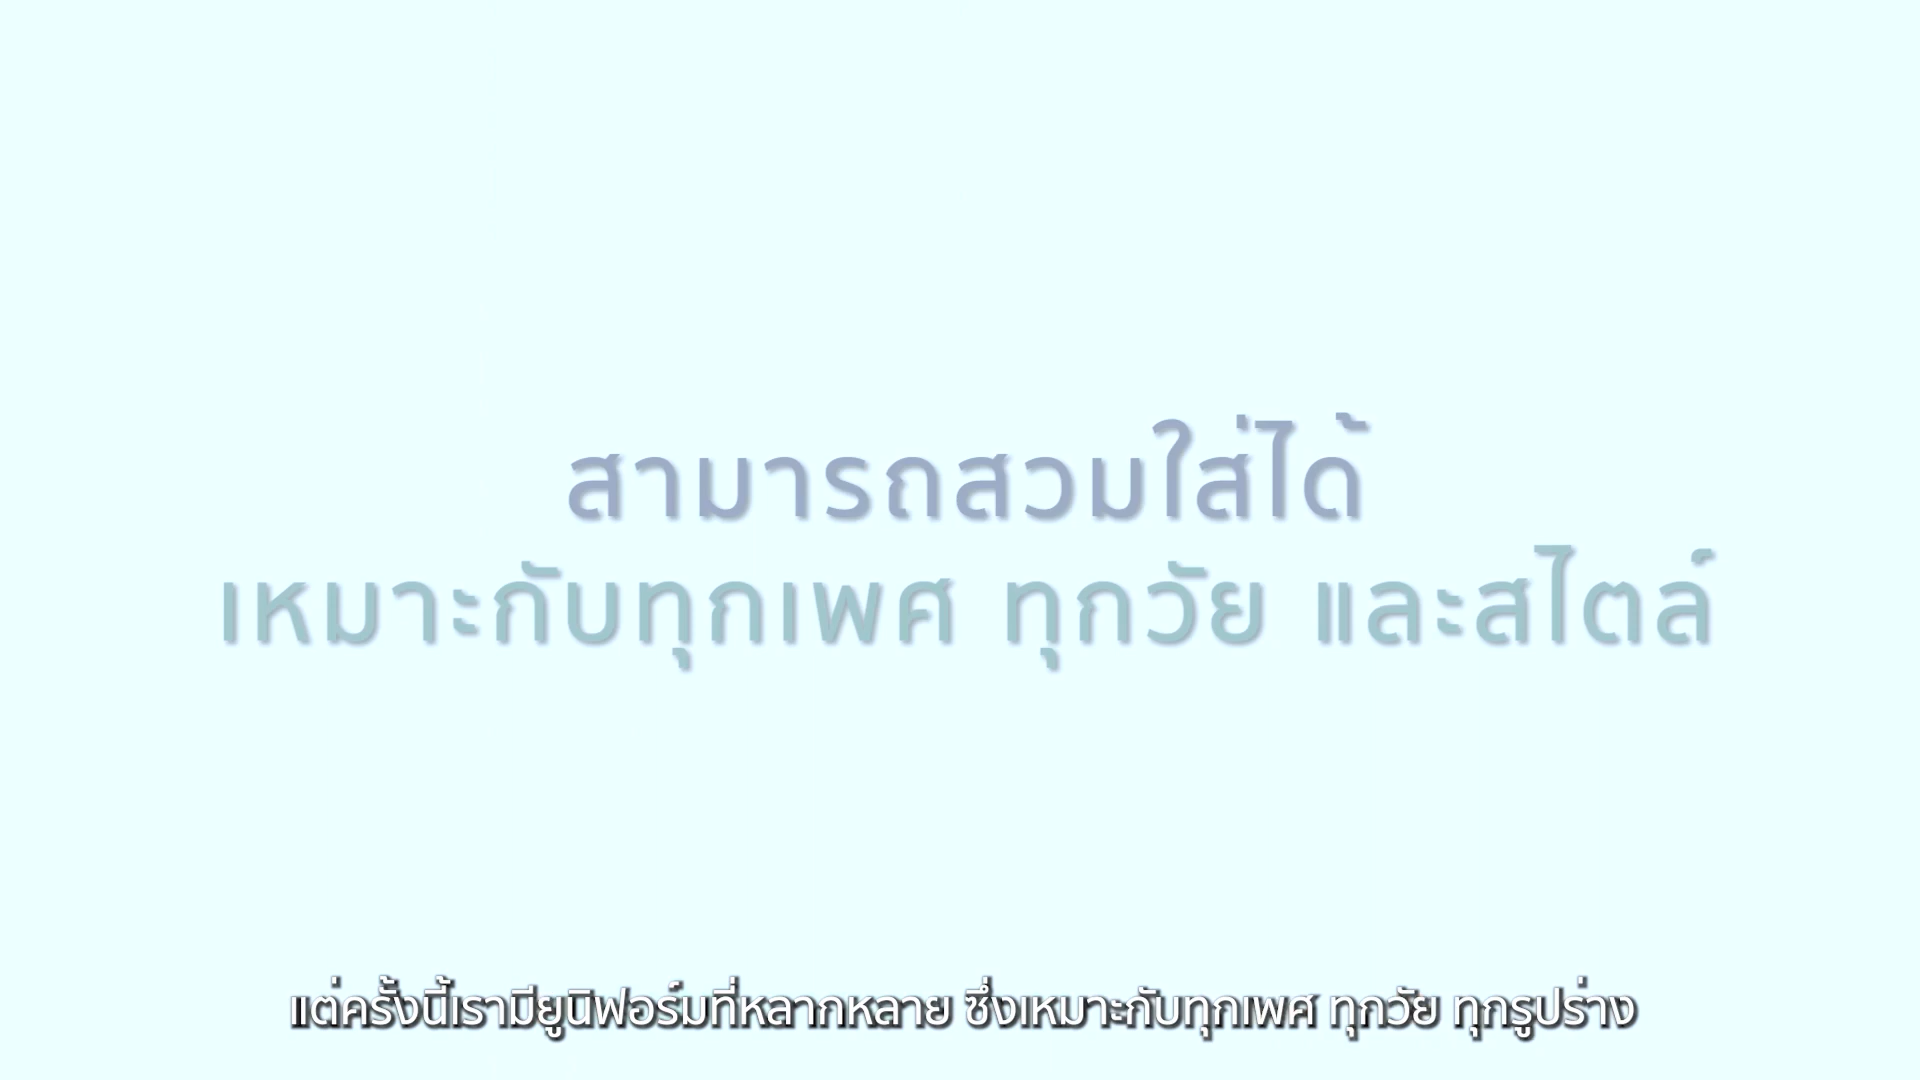 สามารถสวมใส่ได้
เหมาะกับทุกเพศ ทุกวัย และสไตล์
แต่ครั้งนี้เรามียูนิฟอร์มที่หลากหลาย ซึ่งเหมาะกับทุกเพศ ทุกวัย ทุกรูปร่าง